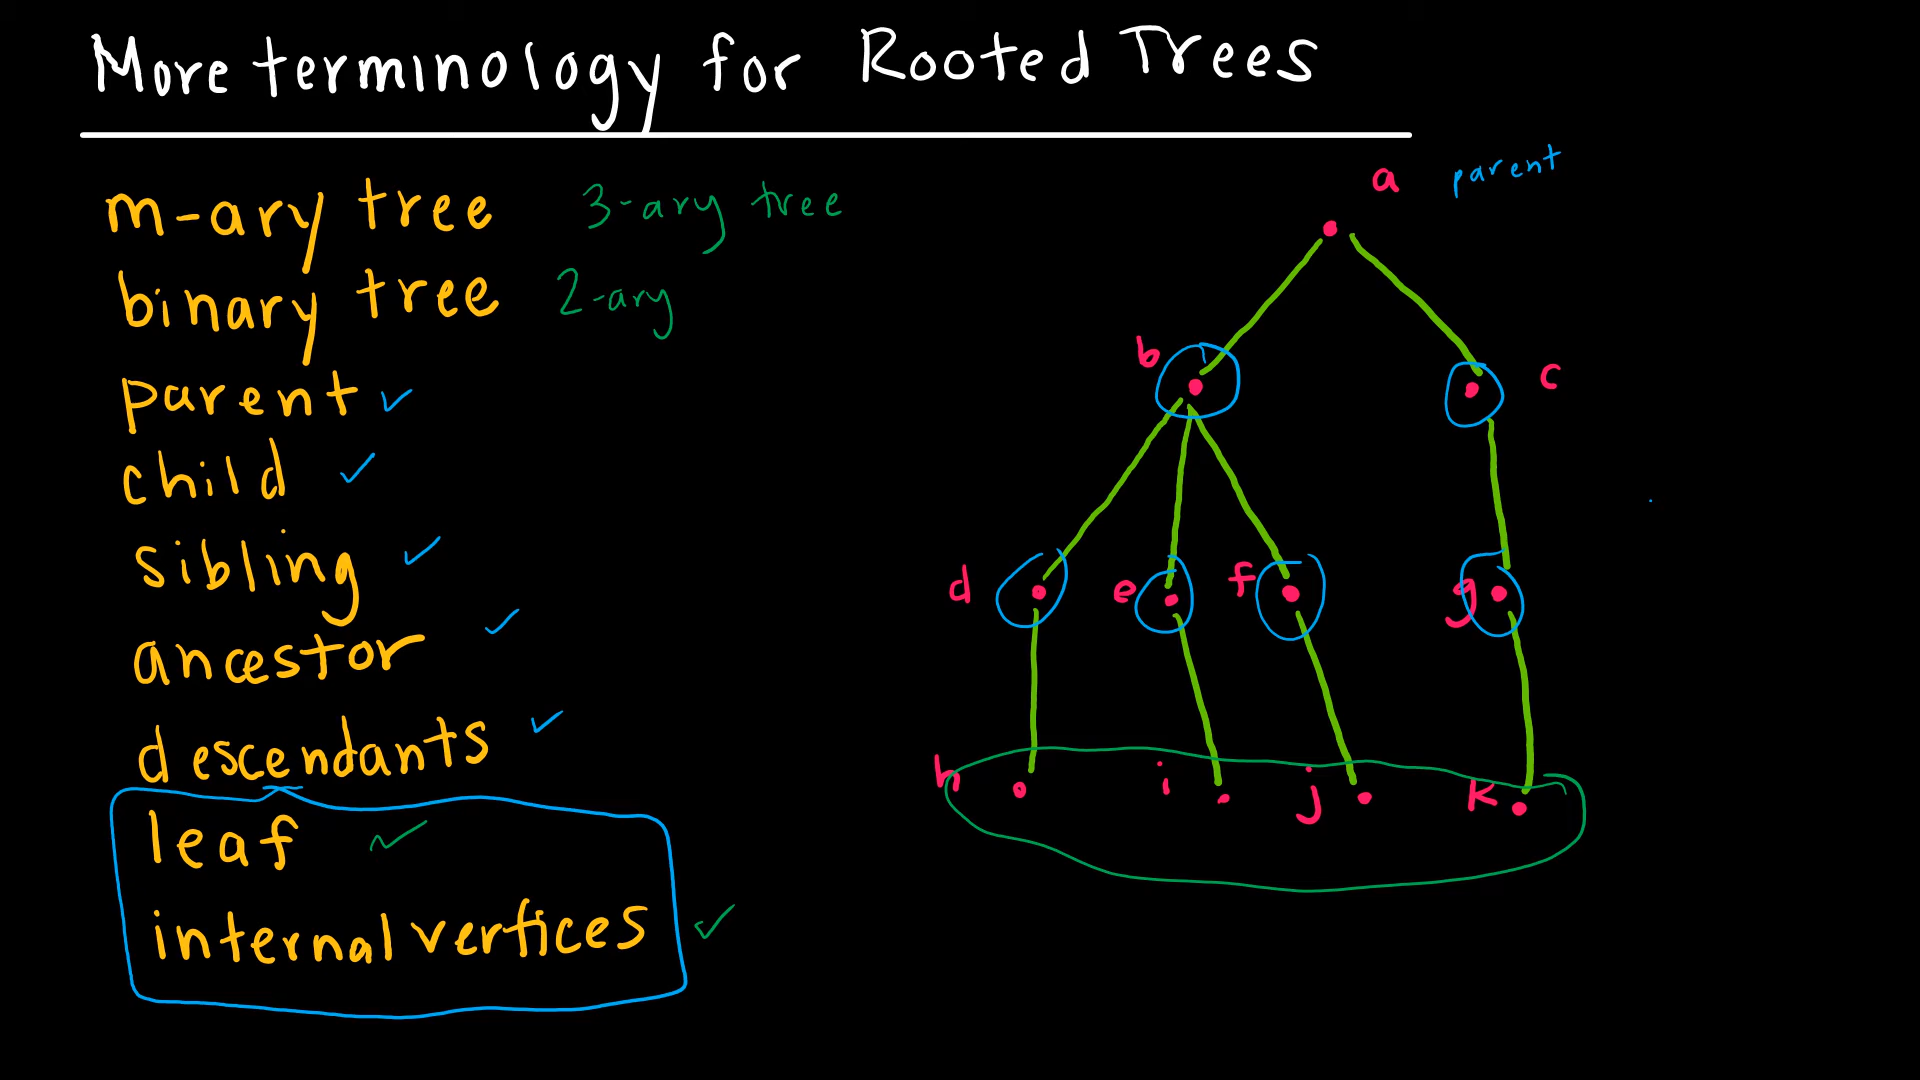 More terminology for Rooted Trees
m-ary tree 3-ary tree
binary tree 2-ary
parent
child
sibling
ancestor
descendants
leaf
internal vertices
a parent
b c
d e f g
h i j k